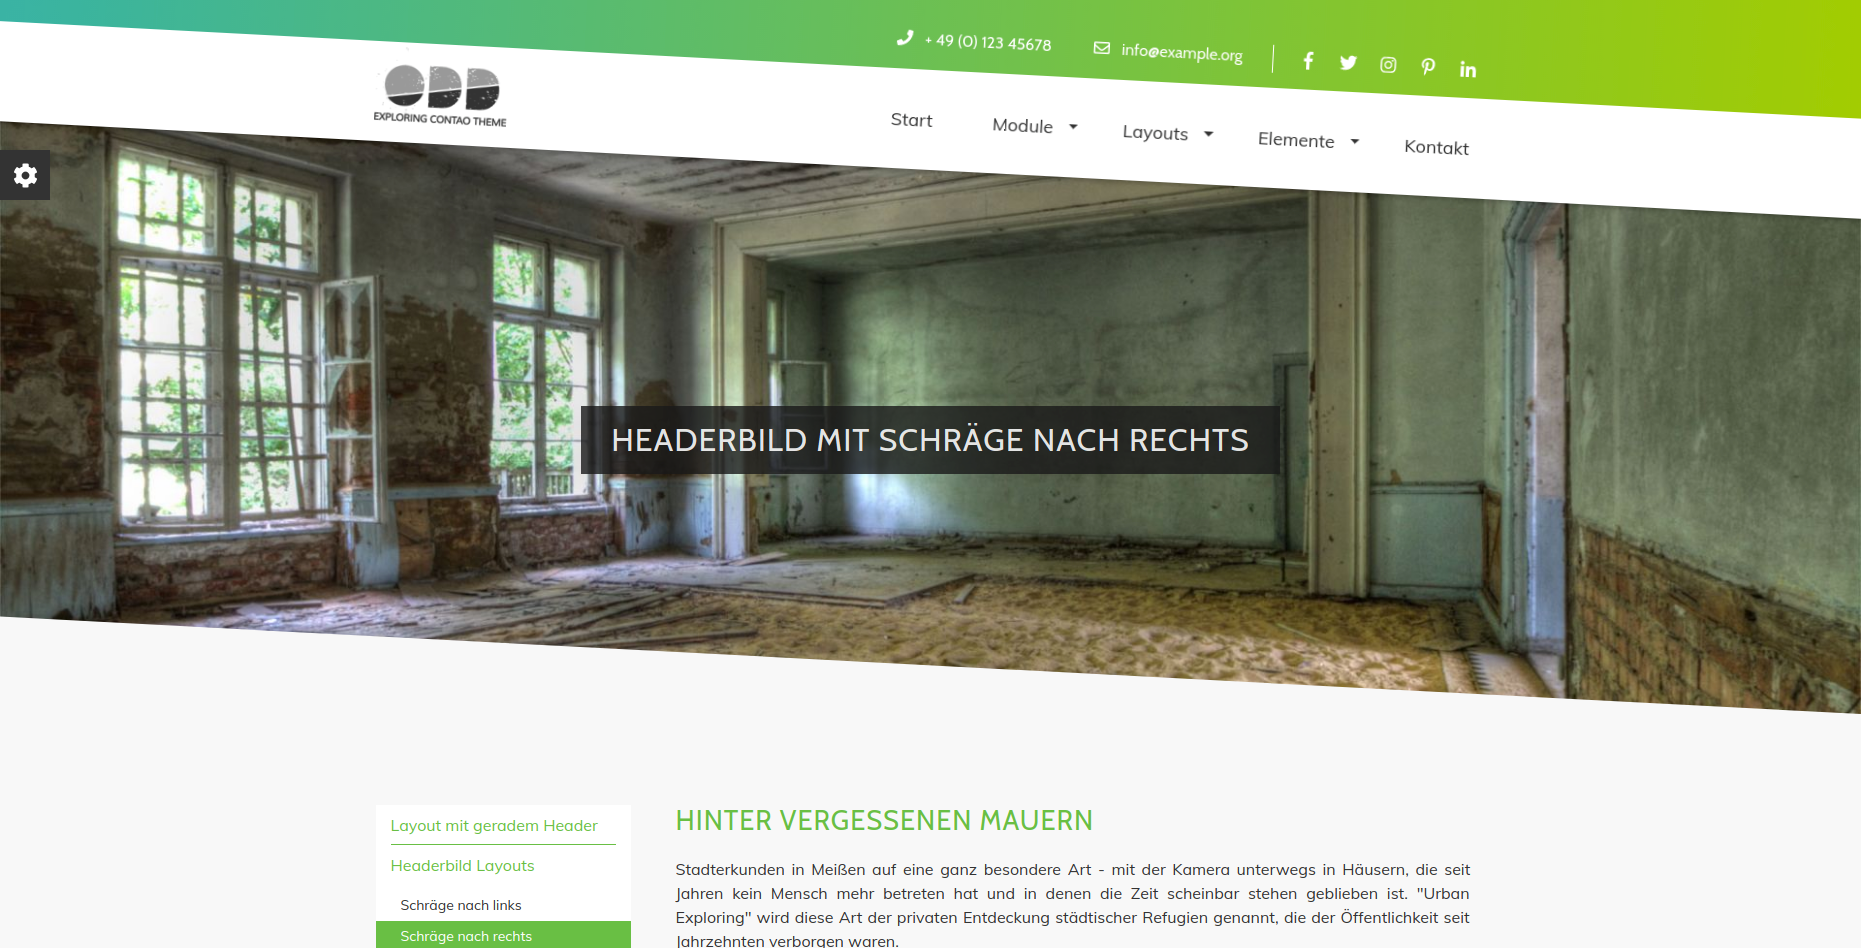 + 49 (0) 123 45678
info@example.org
ODD
EXPLORING CONTAO THEME
Start
Module
Layouts
Elemente
Kontakt
HEADERBILD MIT SCHRÄGE NACH RECHTS
Layout mit geradem Header
Headerbild Layouts
Schräge nach links
Schräge nach rechts
HINTER VERGESSENEN MAUERN
Stadterkunden in Meißen auf eine ganz besondere Art - mit der Kamera unterwegs in Häusern, die seit
Jahren kein Mensch mehr betreten hat und in denen die Zeit scheinbar stehen geblieben ist. "Urban
Exploring" wird diese Art der privaten Entdeckung städtischer Refugien genannt, die der Öffentlichkeit seit
Jahrzehnten verborgen waren.